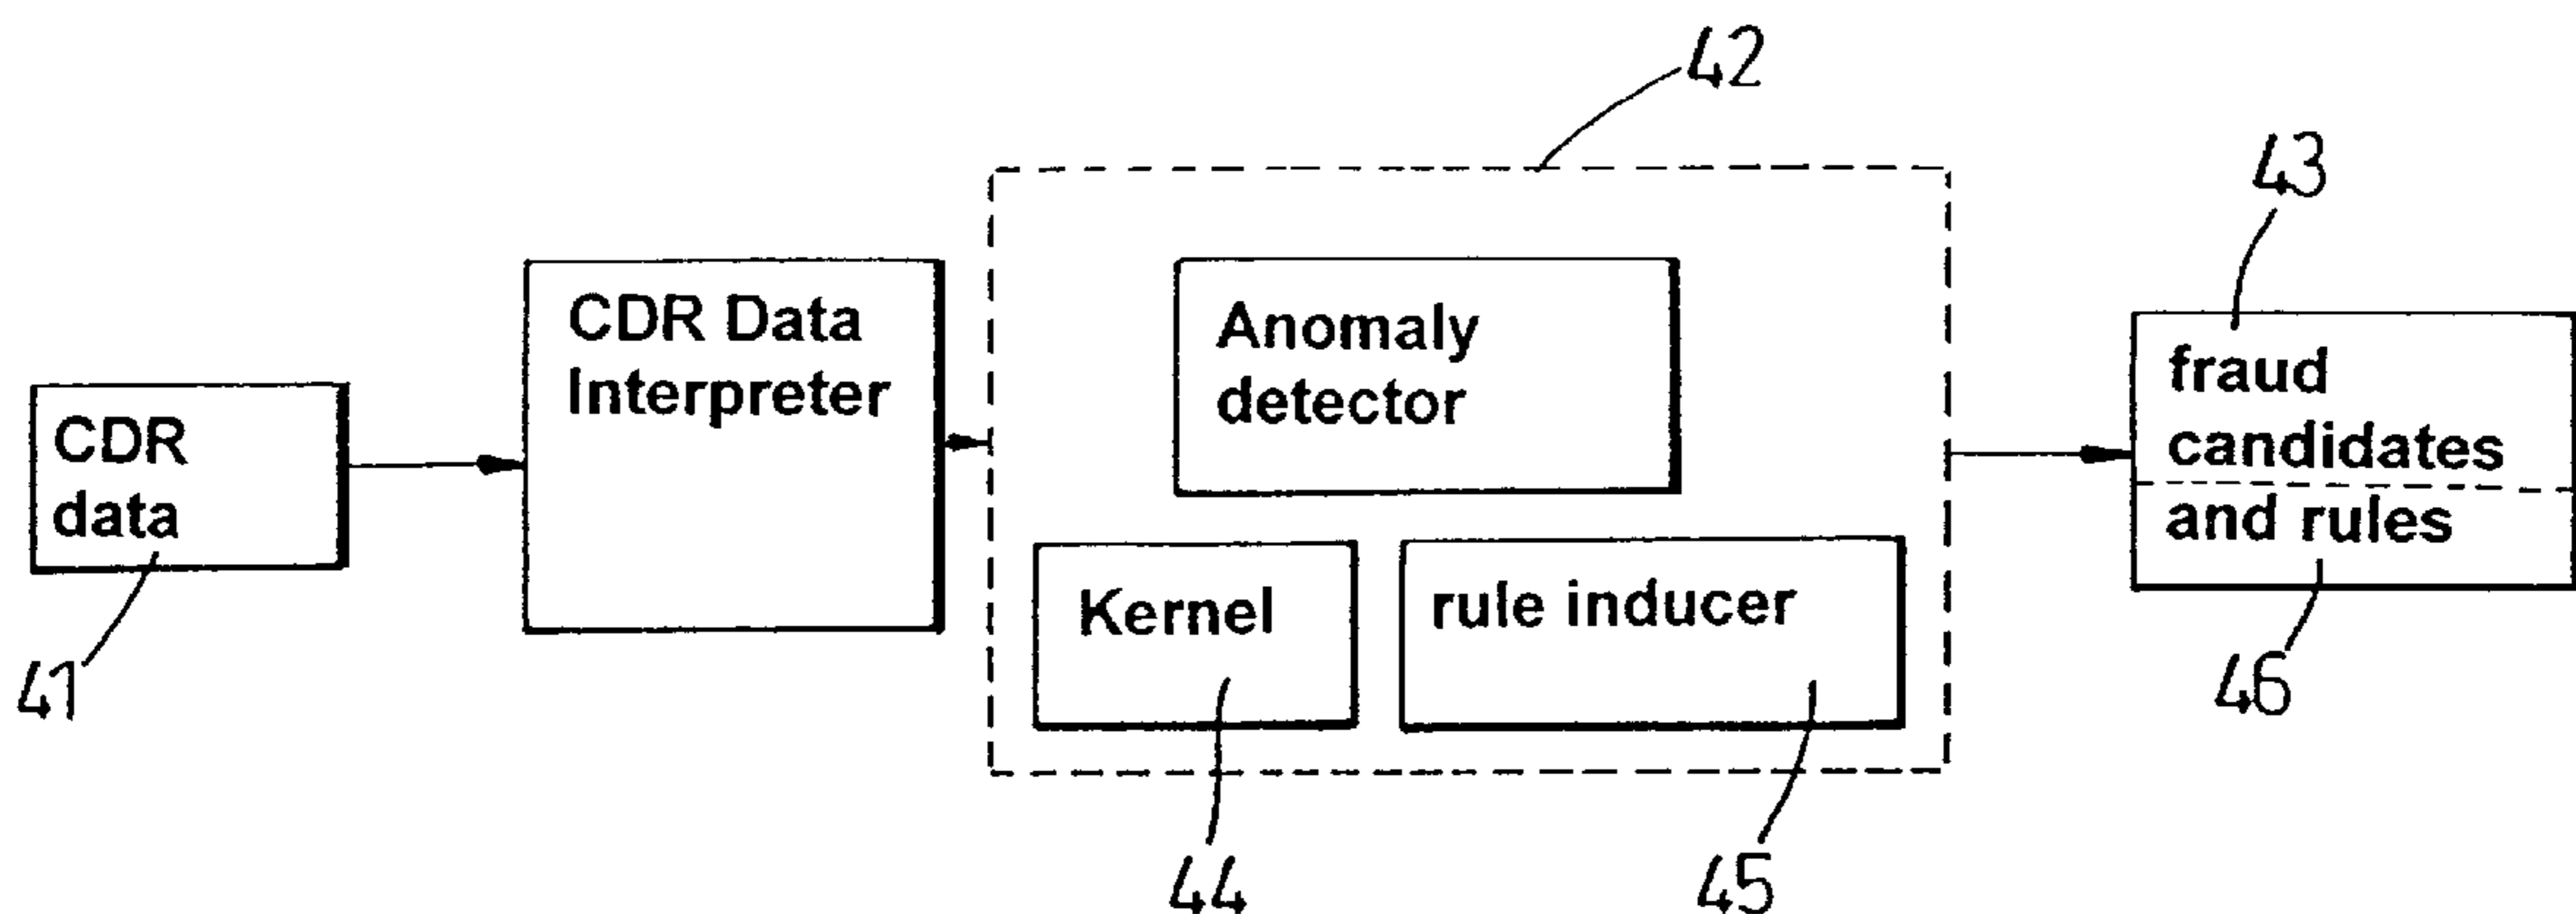 42
43
CDR Data
Interpreter
Anomaly
detector
fraud
candidates
and rules
CDR
data
Kernel
rule inducer
41
46
44
45